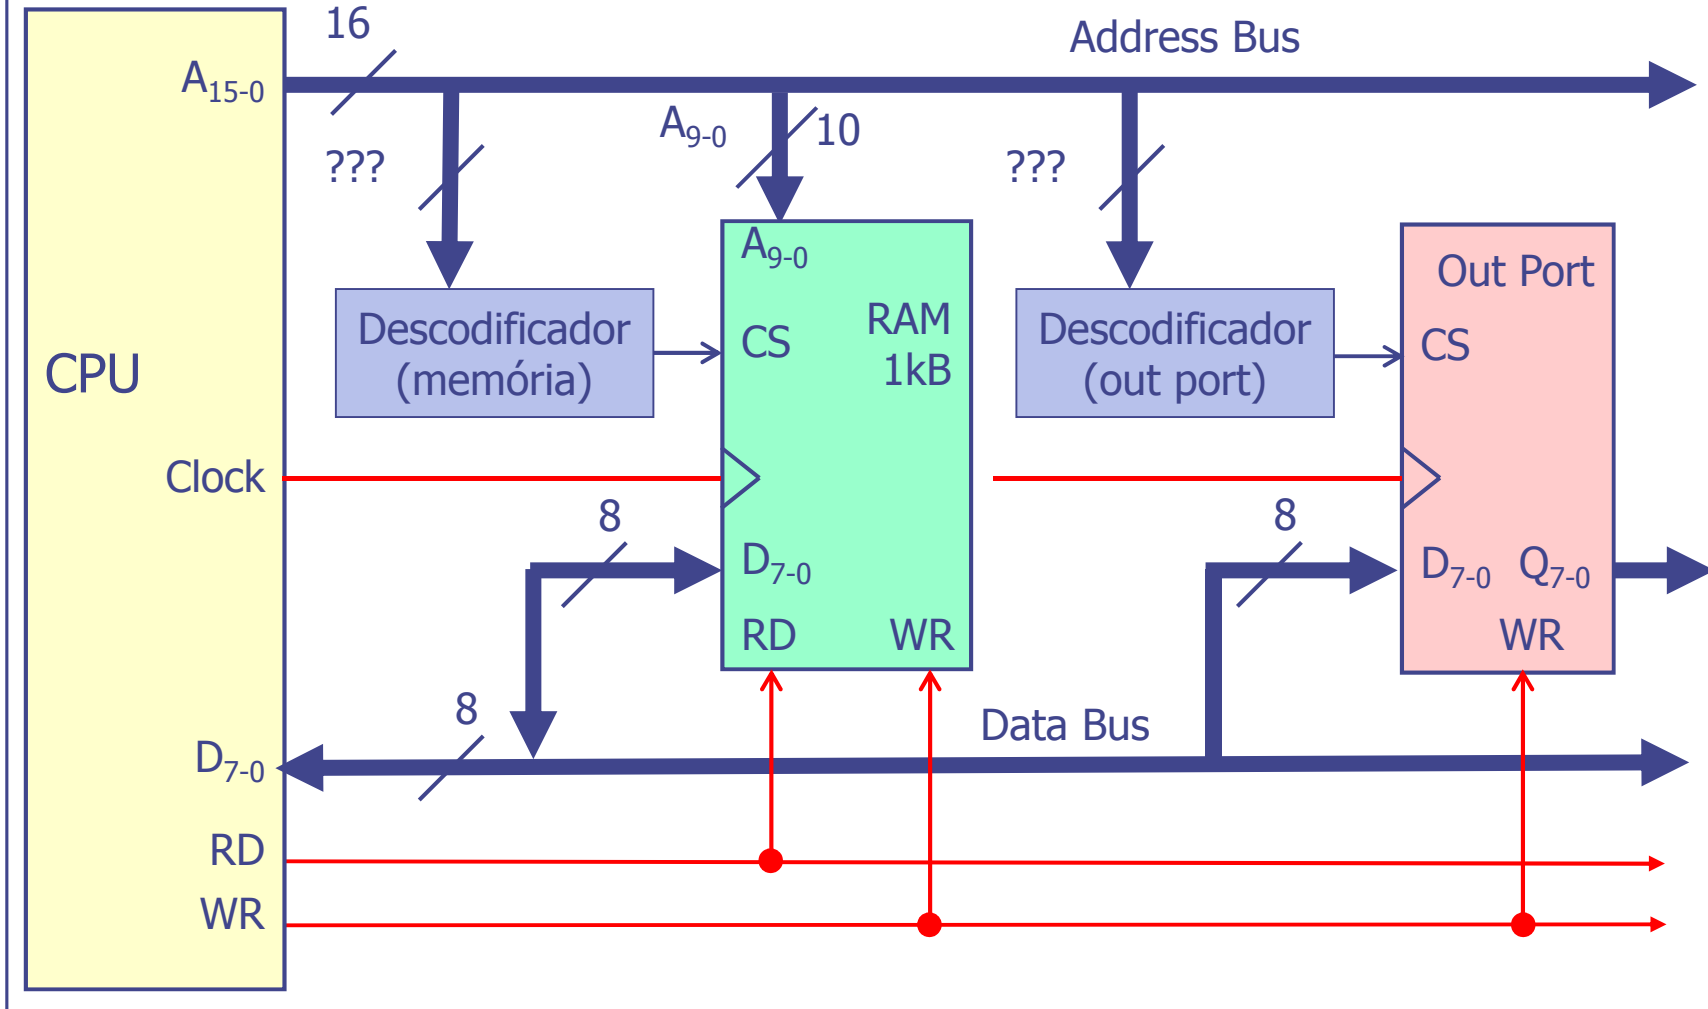 16
Address Bus
A15-0
A9-0
10
???
???
A9-0
Out Port
Descodificador
(memória)
RAM
1kB
CS
Descodificador
(out port)
CS
CPU
Clock
8
8
D7-0
D7-0 Q7-0
RD WR
WR
8
Data Bus
D7-0
RD
WR